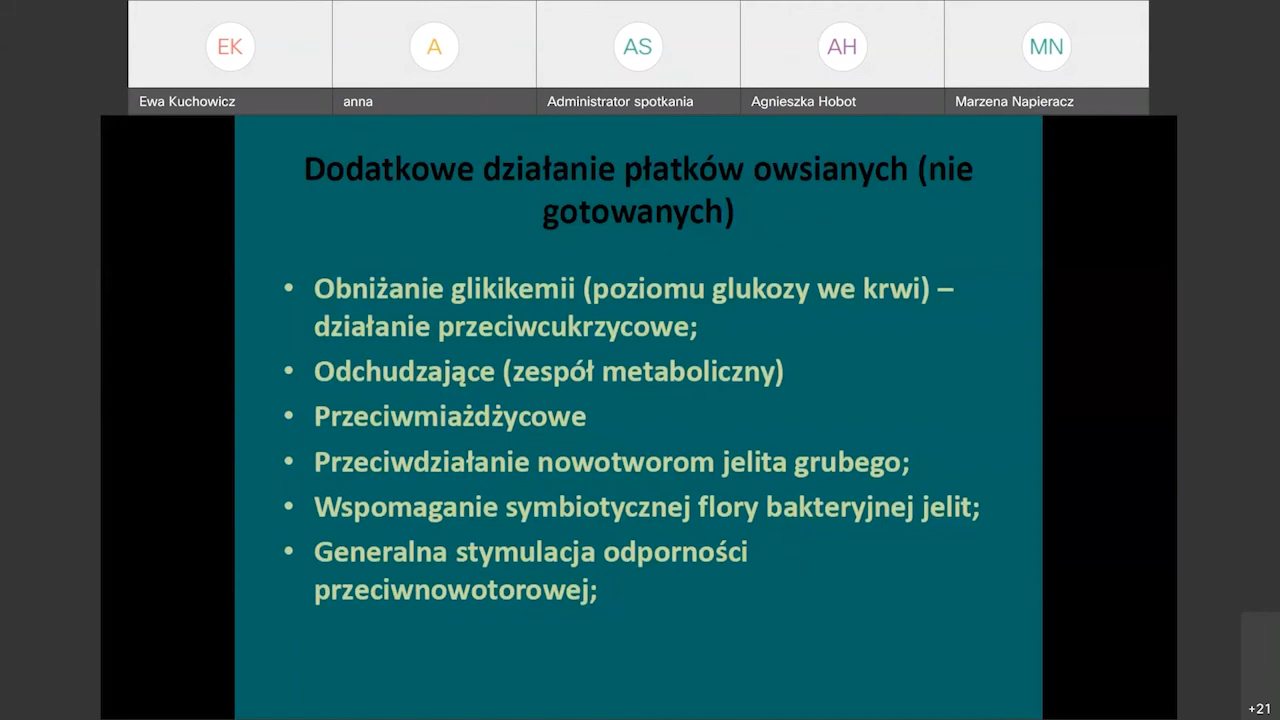 EK
A
AS
AH
MN
Ewa Kuchowicz
anna
Administrator spotkania
Agnieszka Hobot
Marzena Napieracz
Dodatkowe działanie płatków owsianych (nie
gotowanych)
• Obniżanie glikikemii (poziomu glukozy we krwi) –
działanie przeciwcukrzycowe;
• Odchudzające (zespół metaboliczny)
• Przeciwmiażdżycowe
• Przeciwdziałanie nowotworom jelita grubego;
• Wspomaganie symbiotycznej flory bakteryjnej jelit;
• Generalna stymulacja odporności
przeciwnowotorowej;
+21